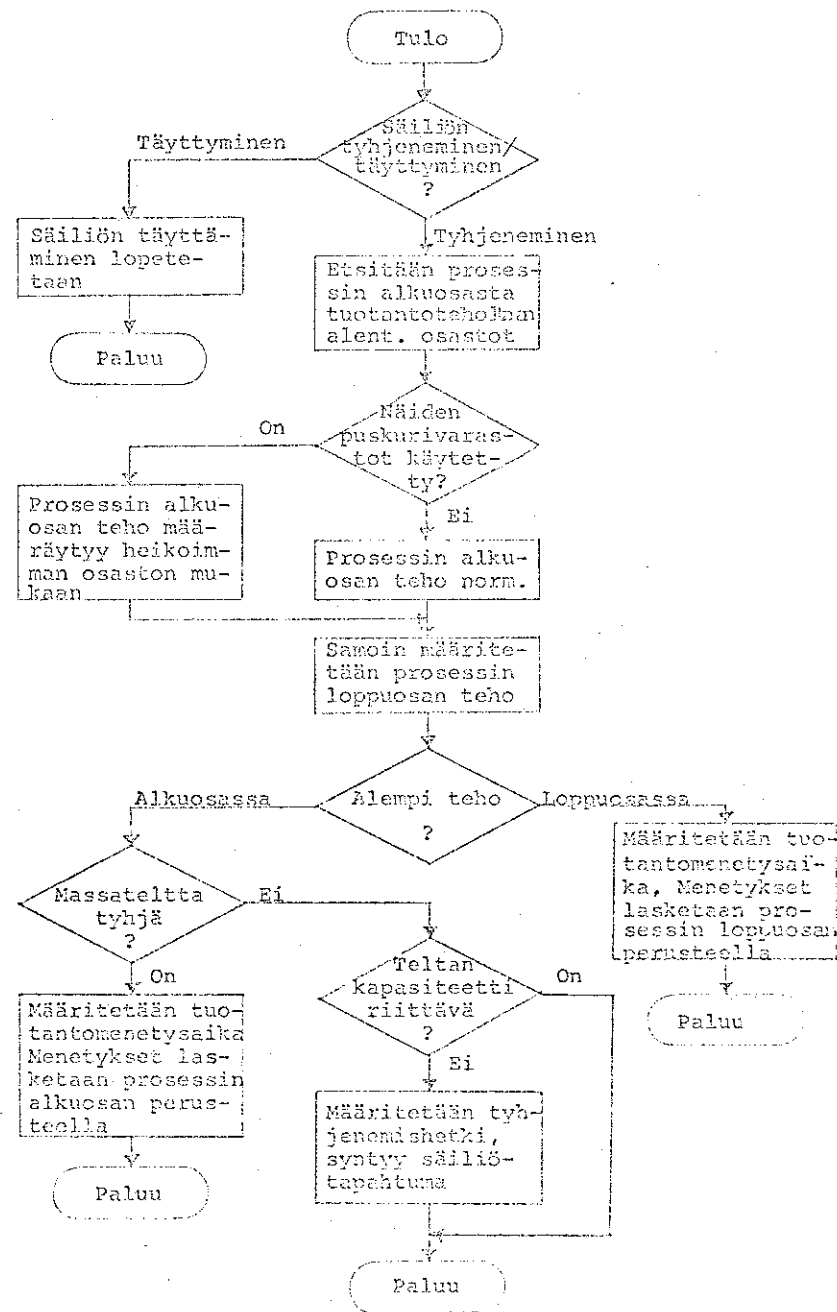 Tulo
Säiliön
tyhjeneminen/
täyttyminen
?
Täyttyminen
Säiliön täyttä-
minen lopete-
taan
Paluu
Tyhjeneminen
Etsitään proses-
sin alkuosasta
tuotantoteholtaan
alent. osastot
Näiden
puskurivaras-
tot käytet-
ty?
On
Prosessin alku-
osan teho mää-
räytyy heikoim-
man osaston mu-
kaan
Ei
Prosessin alku-
osan teho norm.
Samoin määrite-
tään prosessin
loppuosan teho
Alempi teho
?
Alkuosassa
Loppuosassa
Määritetään tuo-
tantomenetysai-
ka, Menetykset
lasketaan pro-
sessin loppuosan
perusteella
Paluu
Massateltta
tyhjä
?
Ei
On
Määritetään tuo-
tantomenetysaika
Menetykset las-
ketaan prosessin
alkuosan perus-
teella
Paluu
Teltan
kapasiteetti
riittävä
?
On
Ei
Määritetään tyh-
jenemishetki,
syntyy säiliö-
tapahtuma
Paluu